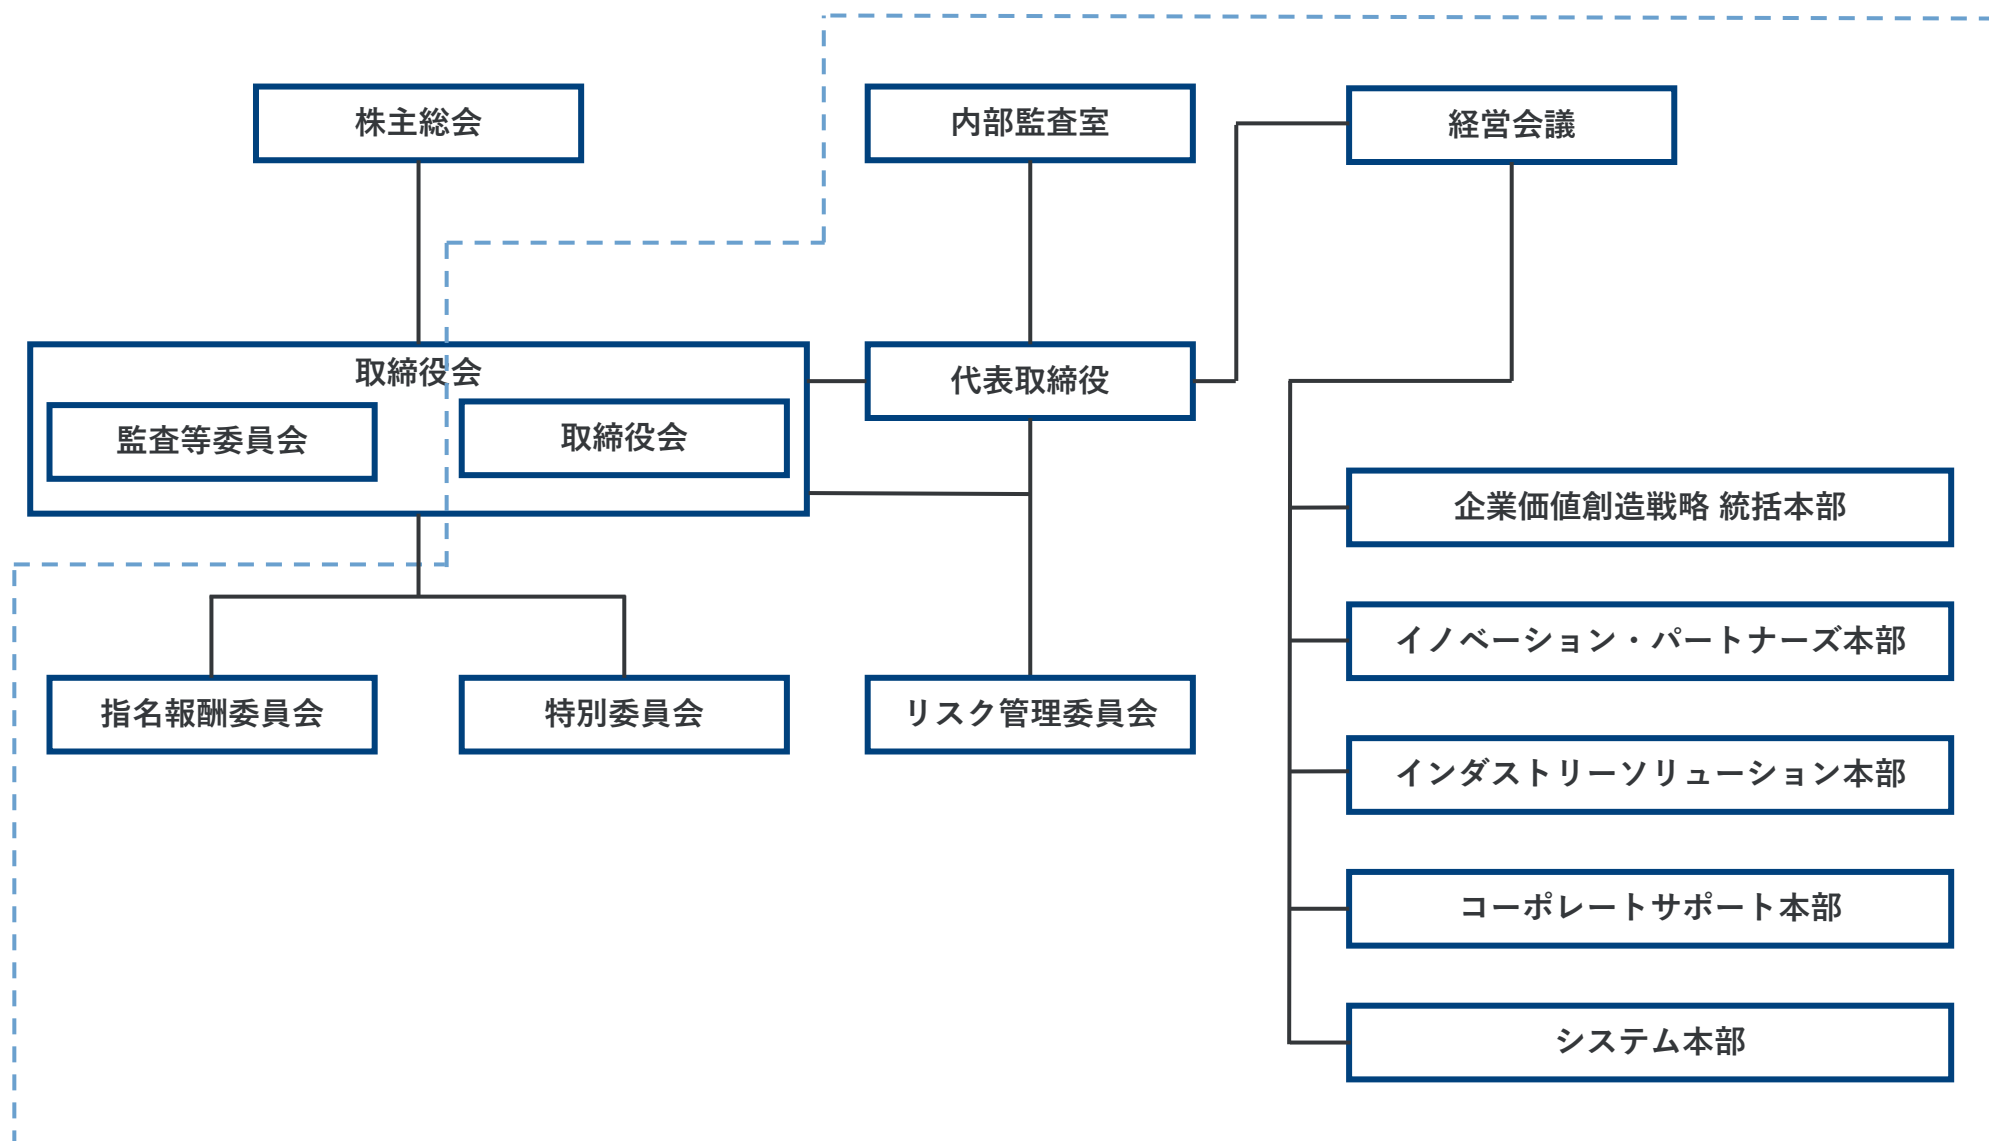 株主総会
内部監査室
経営会議
取締役会
監査等委員会
取締役会
代表取締役
企業価値創造戦略 統括本部
イノベーション・パートナーズ本部
指名報酬委員会
特別委員会
リスク管理委員会
インダストリーソリューション本部
コーポレートサポート本部
システム本部